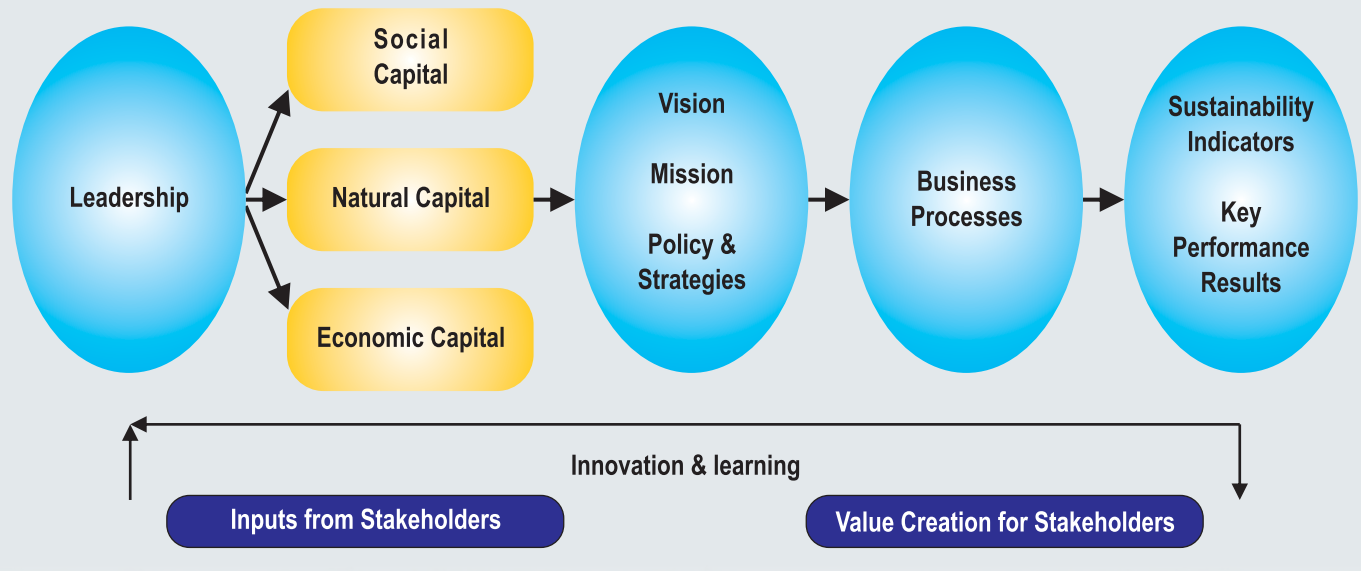 Leadership
Social
Capital
Natural Capital
Economic Capital
Vision
Mission
Policy &
Strategies
Business
Processes
Sustainability
Indicators
Key
Performance
Results
Innovation & learning
Inputs from Stakeholders
Value Creation for Stakeholders